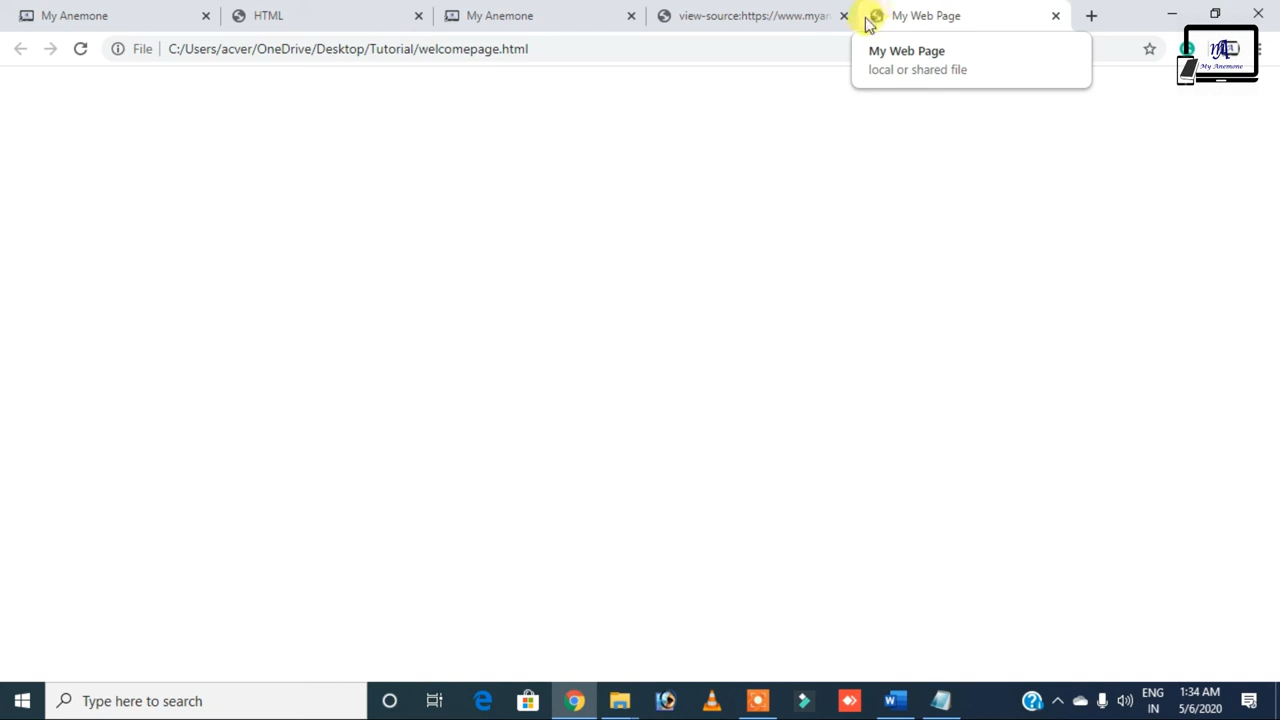 My Anemone
HTML
My Anemone
view-source:https://www.myan
My Web Page
File
C:/Users/acver/OneDrive/Desktop/Tutorial/welcomepage.html
My Web Page
local or shared file
My Anemone
Type here to search
ENG
IN
1:34 AM
5/6/2020